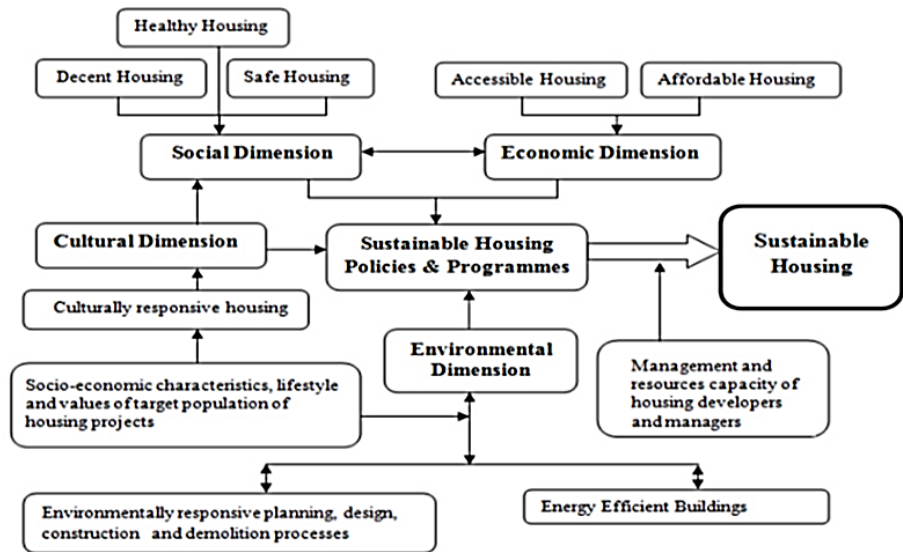 Healthy Housing
Decent Housing
Safe Housing
Accessible Housing
Affordable Housing
Social Dimension
Economic Dimension
Cultural Dimension
Sustainable Housing
Policies & Programmes
Sustainable
Housing
Culturally responsive housing
Environmental
Dimension
Socio-economic characteristics, lifestyle
and values of target population of
housing projects
Management and
resources capacity of
housing developers
and managers
Environmentally responsive planning, design,
construction and demolition processes
Energy Efficient Buildings